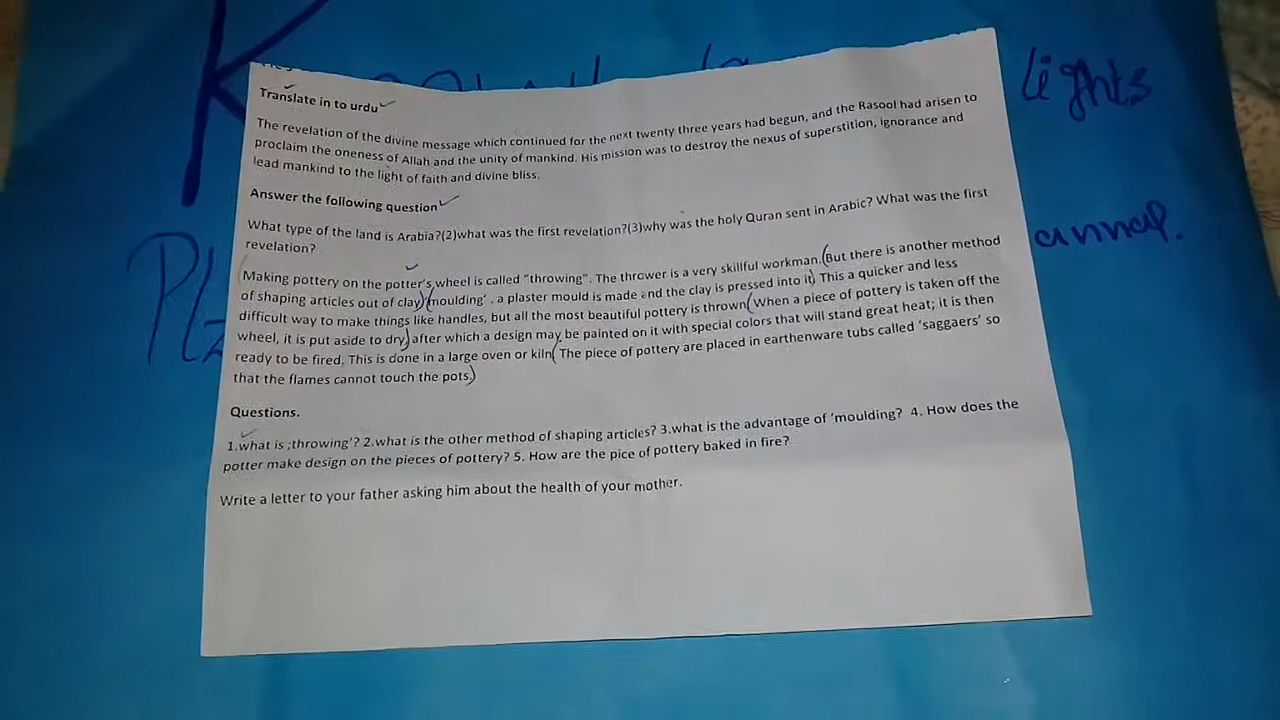 lights
Translate in to urdu
The revelation of the divine message which continued for the next twenty three years had begun, and the Rasool had arisen to
proclaim the oneness of Allah and the unity of mankind. His mission was to destroy the nexus of superstition, ignorance and
lead mankind to the light of faith and divine bliss.
Answer the following question
What type of the land is Arabia?(2)what was the first revelation?(3)why was the holy Quran sent in Arabic? What was the first
revelation?
Making pottery on the potter's wheel is called "throwing". The thrower is a very skillful workman.(But there is another method
of shaping articles out of clay)(moulding' . a plaster mould is made and the clay is pressed into it) This a quicker and less
difficult way to make things like handles, but all the most beautiful pottery is thrown(When a piece of pottery is taken off the
wheel, it is put aside to dry)after which a design may be painted on it with special colors that will stand great heat; it is then
ready to be fired. This is done in a large oven or kiln( The piece of pottery are placed in earthenware tubs called 'saggaers' so
that the flames cannot touch the pots.)
Questions.
1.what is ;throwing'? 2.what is the other method of shaping articles? 3.what is the advantage of 'moulding? 4. How does the
potter make design on the pieces of pottery? 5. How are the pice of pottery baked in fire?
Write a letter to your father asking him about the health of your mother.